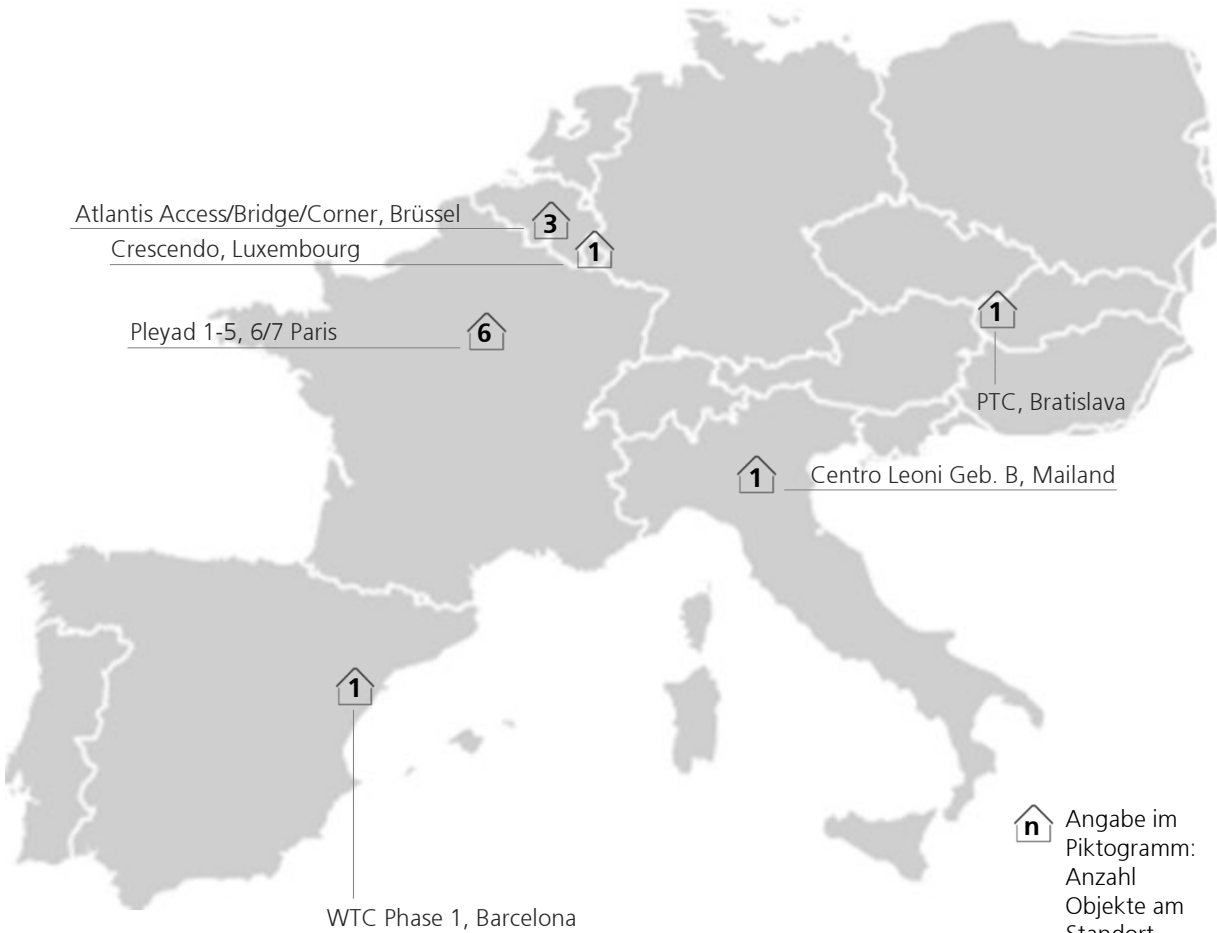 Atlantis Access/Bridge/Corner, Brüssel
3
Crescendo, Luxembourg
1
Pleyad 1-5, 6/7 Paris
6
1
PTC, Bratislava
1
Centro Leoni Geb. B, Mailand
1
WTC Phase 1, Barcelona
n
Angabe im
Piktogramm:
Anzahl
Objekte am
Standort